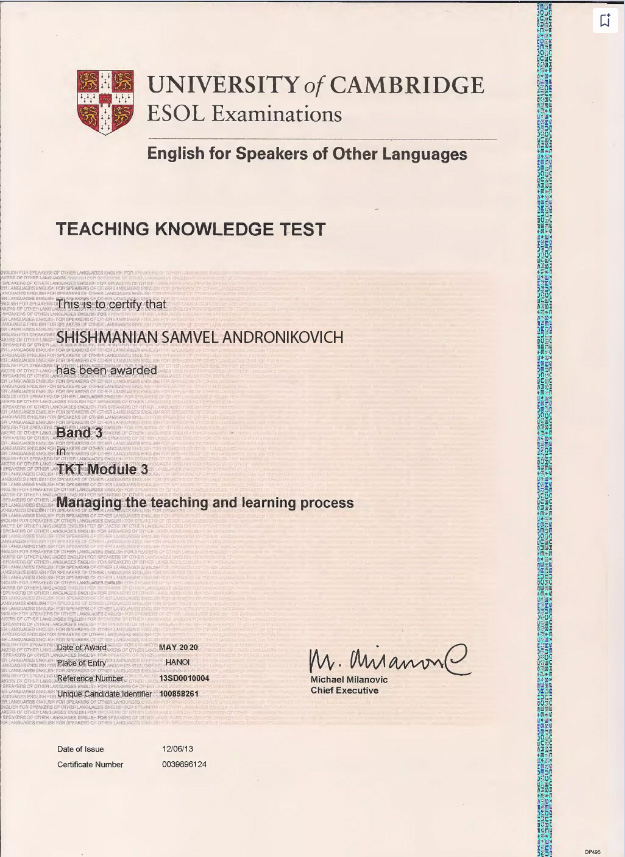 UNIVERSITY of CAMBRIDGE
ESOL Examinations
English for Speakers of Other Languages
TEACHING KNOWLEDGE TEST
This is to certify that
SHISHMANIAN SAMVEL ANDRONIKOVICH
has been awarded
Band 3
in
TKT Module 3
Managing the teaching and learning process
Date of Award MAY 2020
Place of Entry HANOI
Reference Number 13SD0010004
Unique Candidate Identifier 100858261
M. Milanovic
Michael Milanovic
Chief Executive
Date of Issue 12/06/13
Certificate Number 0039696124
DP495